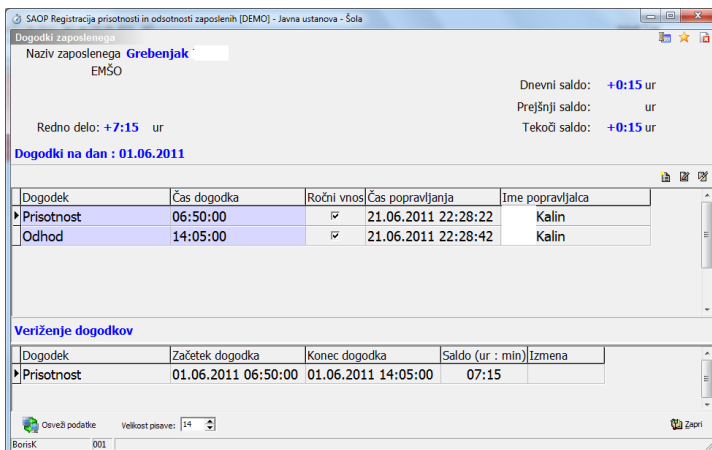 SAOP Registracija prisotnosti in odsotnosti zaposlenih [DEMO] - Javna ustanova - Šola
Dogodki zaposlenega
Naziv zaposlenega Grebenjak
EMŠO
Dnevni saldo: +0:15 ur
Prejšnji saldo: ur
Redno delo: +7:15 ur Tekoči saldo: +0:15 ur
Dogodki na dan : 01.06.2011
Dogodek Čas dogodka Ročni vnos Čas popravljanja Ime popravljalca
Prisotnost 06:50:00 21.06.2011 22:28:22 Kalin
Odhod 14:05:00 21.06.2011 22:28:42 Kalin
Veriženje dogodkov
Dogodek Začetek dogodka Konec dogodka Saldo (ur : min) Izmena
Prisotnost 01.06.2011 06:50:00 01.06.2011 14:05:00 07:15
Osveži podatke Velikost pisave: 14 Zapri
BorisK 001